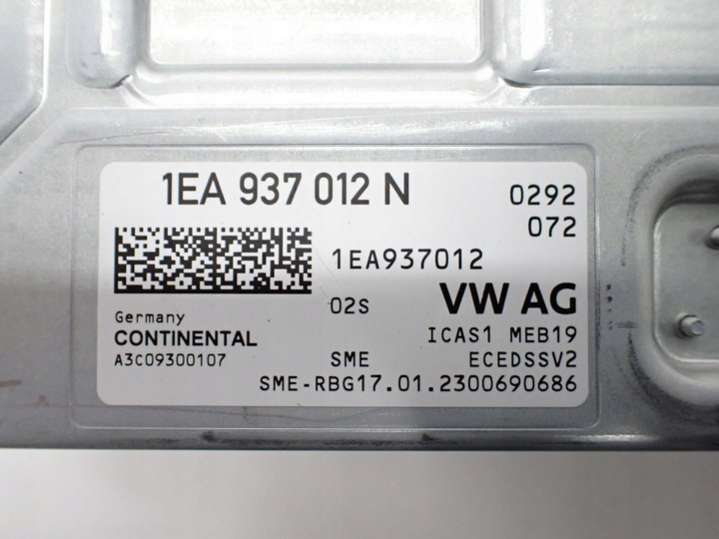 1EA 937 012 N 0292
072
1EA937012
02S VW AG
Germany
CONTINENTAL ICAS1 MEB19
A3C09300107 SME ECEDSSV2
SME-RBG17.01.2300690686